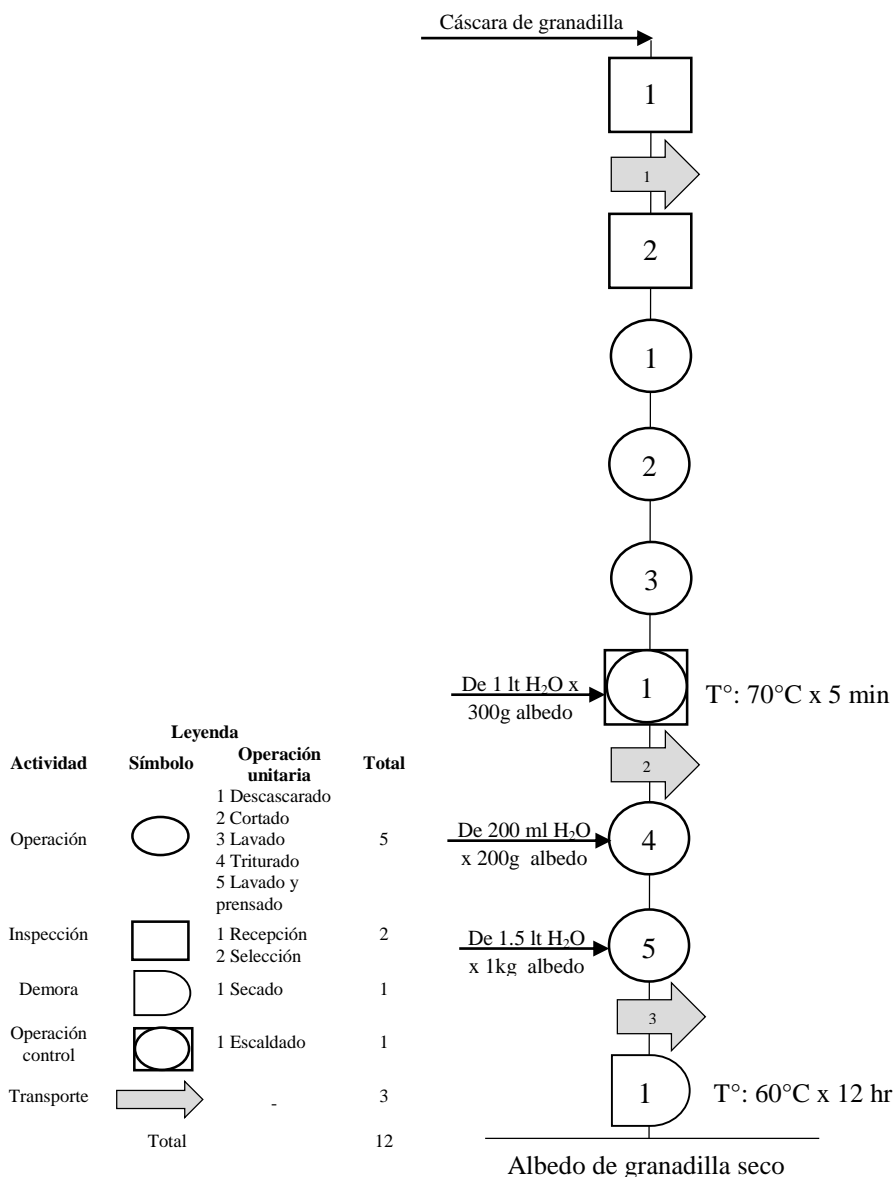 Cáscara de granadilla
1
1
2
1
2
3
De 1 lt H₂O x
300g albedo
1
T°: 70°C x 5 min
2
De 200 ml H₂O
x 200g albedo
4
De 1.5 lt H₂O
x 1kg albedo
5
3
1
T°: 60°C x 12 hr
Albedo de granadilla seco
Leyenda
Actividad Símbolo Operación unitaria Total
Operación
1 Descascarado
2 Cortado
3 Lavado
4 Triturado
5 Lavado y
prensado
5
Inspección
1 Recepción
2 Selección
2
Demora 1 Secado 1
Operación
control
1 Escaldado 1
Transporte - 3
Total 12